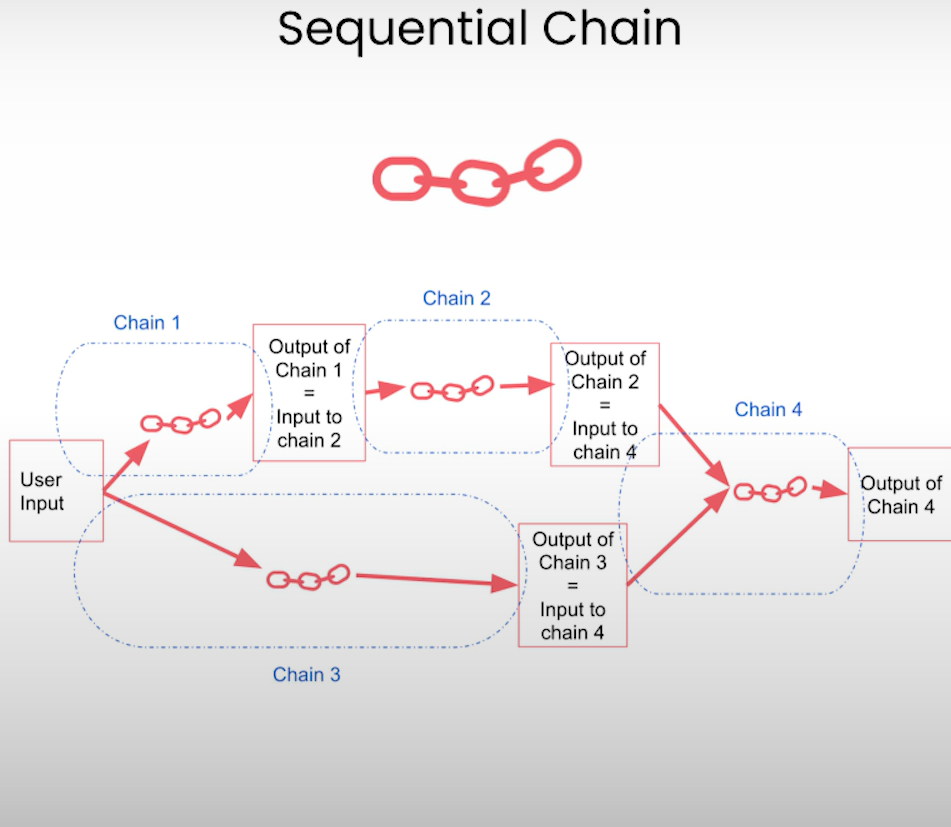 Sequential Chain
Chain 1
Chain 2
Output of
Chain 1
=
Input to
chain 2
Output of
Chain 2
=
Input to
chain 4
Chain 4
User
Input
Output of
Chain 4
Output of
Chain 3
=
Input to
chain 4
Chain 3